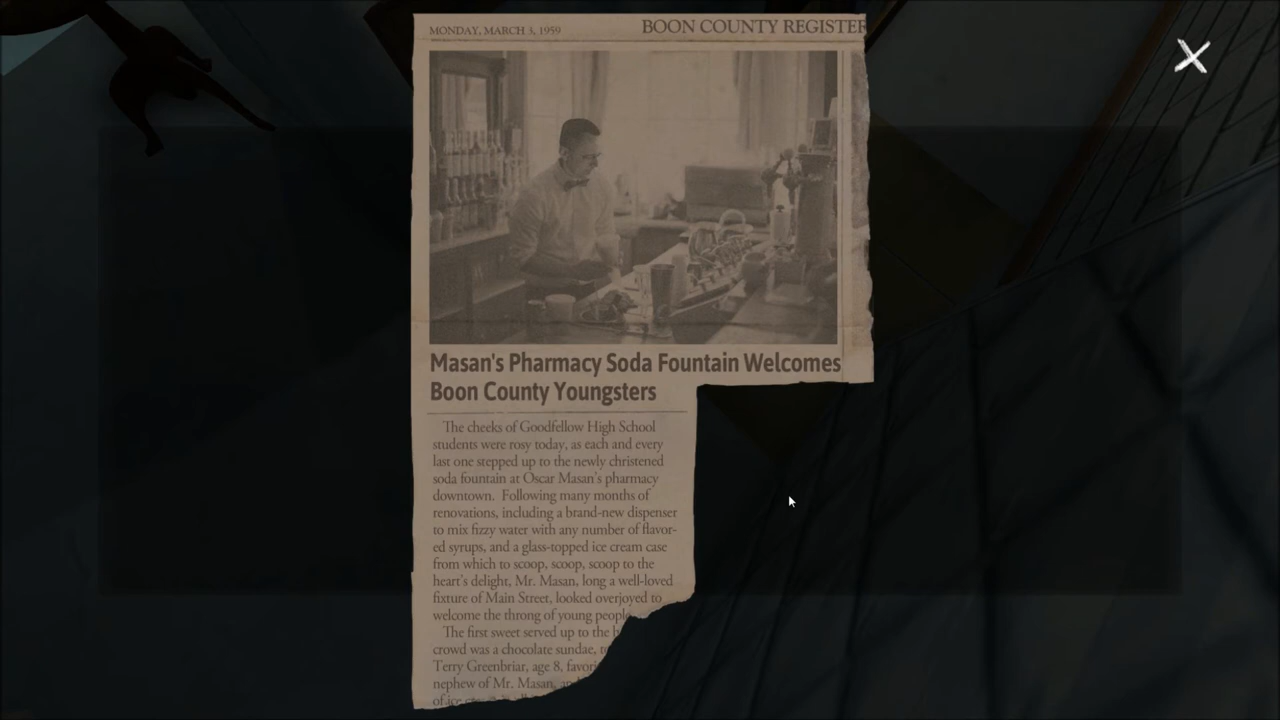 MONDAY, MARCH 3, 1959
BOON COUNTY REGISTER
Masan's Pharmacy Soda Fountain Welcomes
Boon County Youngsters
The cheeks of Goodfellow High School
students were rosy today, as each and every
last one stepped up to the newly christened
soda fountain at Oscar Masan's pharmacy
downtown. Following many months of
renovations, including a brand-new dispenser
to mix fizzy water with any number of flavor-
ed syrups, and a glass-topped ice cream case
from which to scoop, scoop, scoop to the
heart's delight, Mr. Masan, long a well-loved
fixture of Main Street, looked overjoyed to
welcome the throng of young people
The first sweet served up to the
crowd was a chocolate sundae,
Terry Greenbriar, age 8,
nephew of Mr. Masan,
of ice